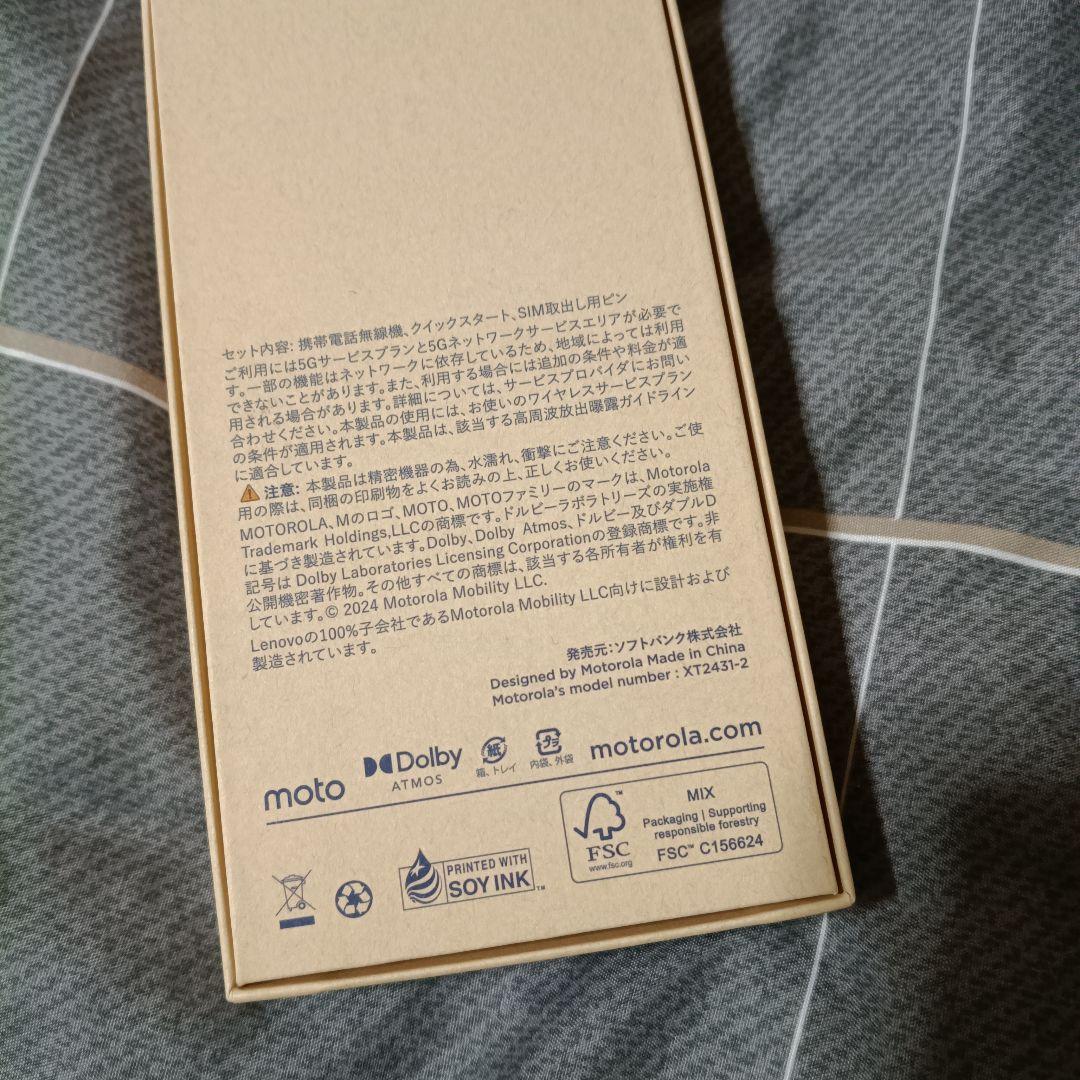 セット内容: 携帯電話無線機、クイックスタート、SIM取出し用ピン
ご利用には5Gサービスプランと5Gネットワークサービスエリアが必要で
す。一部の機能はネットワークに依存しているため、地域によっては利用
できないことがあります。また、利用する場合には追加の条件や料金が適
用される場合があります。詳細については、サービスプロバイダにお問い
合わせください。本製品の使用には、お使いのワイヤレスサービスプラン
の条件が適用されます。本製品は、該当する高周波放出曝露ガイドライン
に適合しています。
注意: 本製品は精密機器の為、水濡れ、衝撃にご注意ください。ご使
用の際は、同梱の印刷物をよくお読みの上、正しくお使いください。
MOTOROLA、Mのロゴ、MOTO、MOTOファミリーのマークは、Motorola
Trademark Holdings,LLCの商標です。ドルビーラボラトリーズの実施権
に基づき製造されています。Dolby、Dolby Atmos、ドルビー及びダブルD
記号は Dolby Laboratories Licensing Corporationの登録商標です。非
公開機密著作物。その他すべての商標は、該当する各所有者が権利を有
しています。© 2024 Motorola Mobility LLC.
Lenovoの100%子会社であるMotorola Mobility LLC向けに設計および
製造されています。
発売元:ソフトバンク株式会社
Designed by Motorola Made in China
Motorola's model number : XT2431-2
moto
Dolby
ATMOS
紙
箱、トレイ
プラ
内袋、外袋
motorola.com
PRINTED WITH
SOY INK™
™
FSC
www.fsc.org
MIX
Packaging | Supporting
responsible forestry
FSC™ C156624